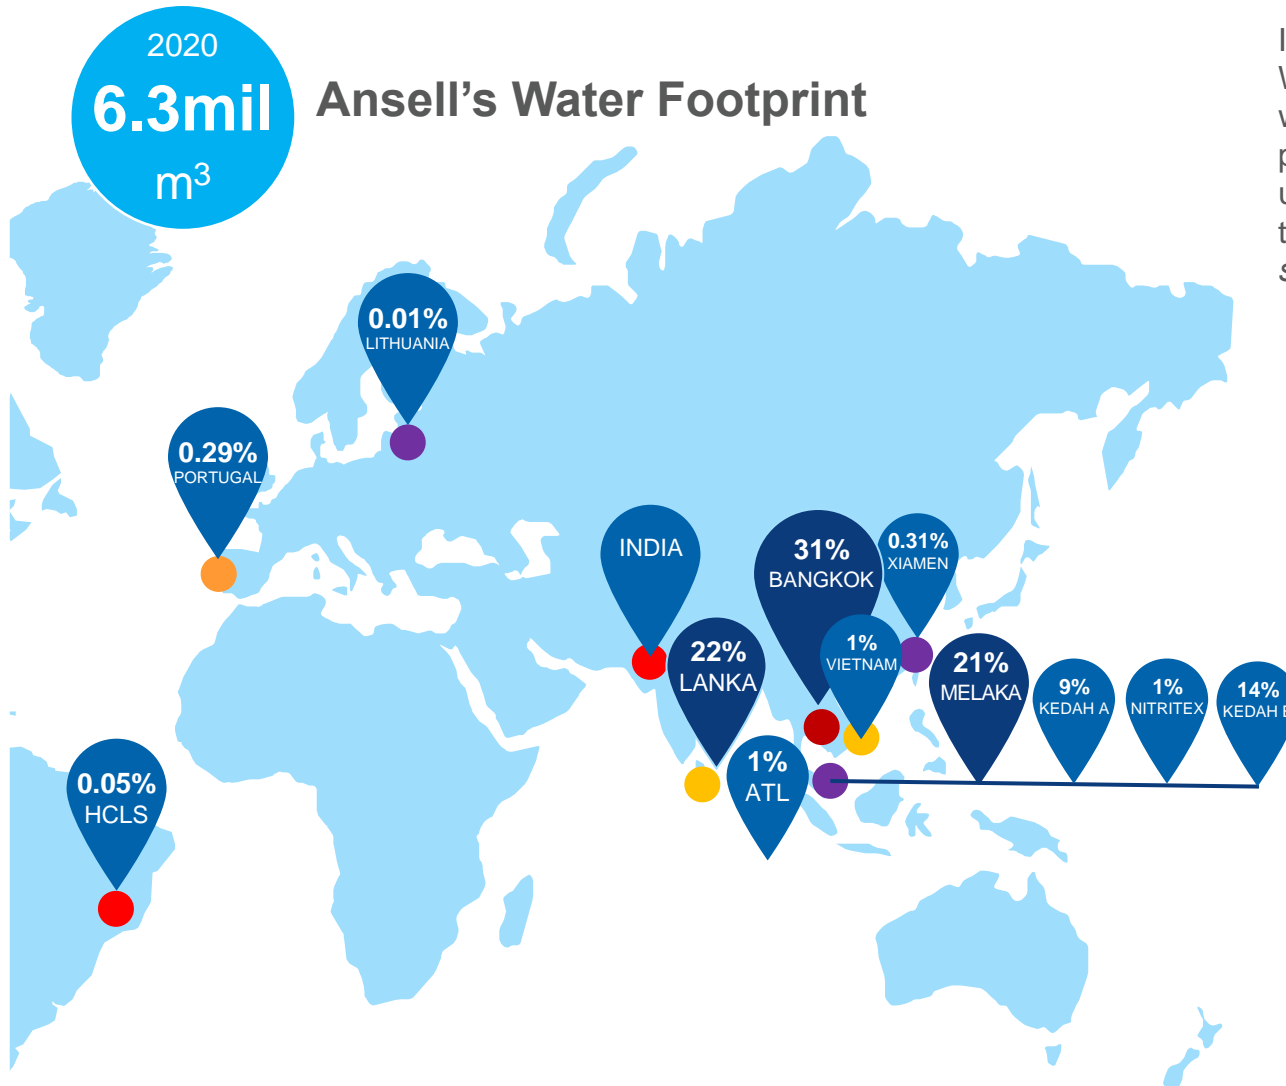 2020
6.3mil
m³
Ansell's Water Footprint
0.01%
LITHUANIA
0.29%
PORTUGAL
INDIA
31%
BANGKOK
0.31%
XIAMEN
22%
LANKA
1%
VIETNAM
21%
MELAKA
9%
KEDAH A
1%
NITRITEX
14%
KEDAH
1%
ATL
0.05%
HCLS